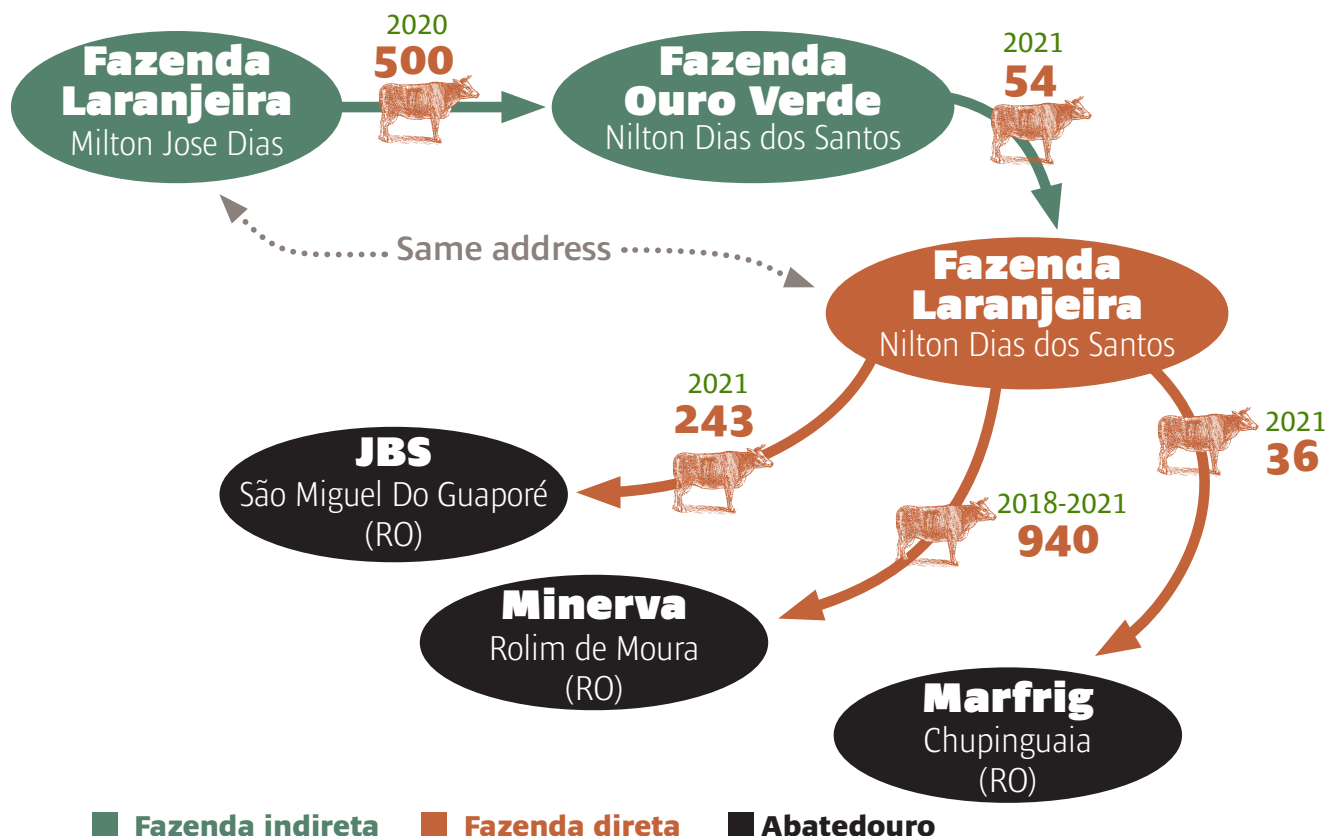 2020
500
Fazenda
Laranjeira
Milton Jose Dias
Fazenda
Ouro Verde
Nilton Dias dos Santos
2021
54
Same address
Fazenda
Laranjeira
Nilton Dias dos Santos
2021
243
2021
36
JBS
São Miguel Do Guaporé
(RO)
2018-2021
940
Minerva
Rolim de Moura
(RO)
Marfrig
Chupinguaia
(RO)
Fazenda indireta
Fazenda direta
Abatedouro